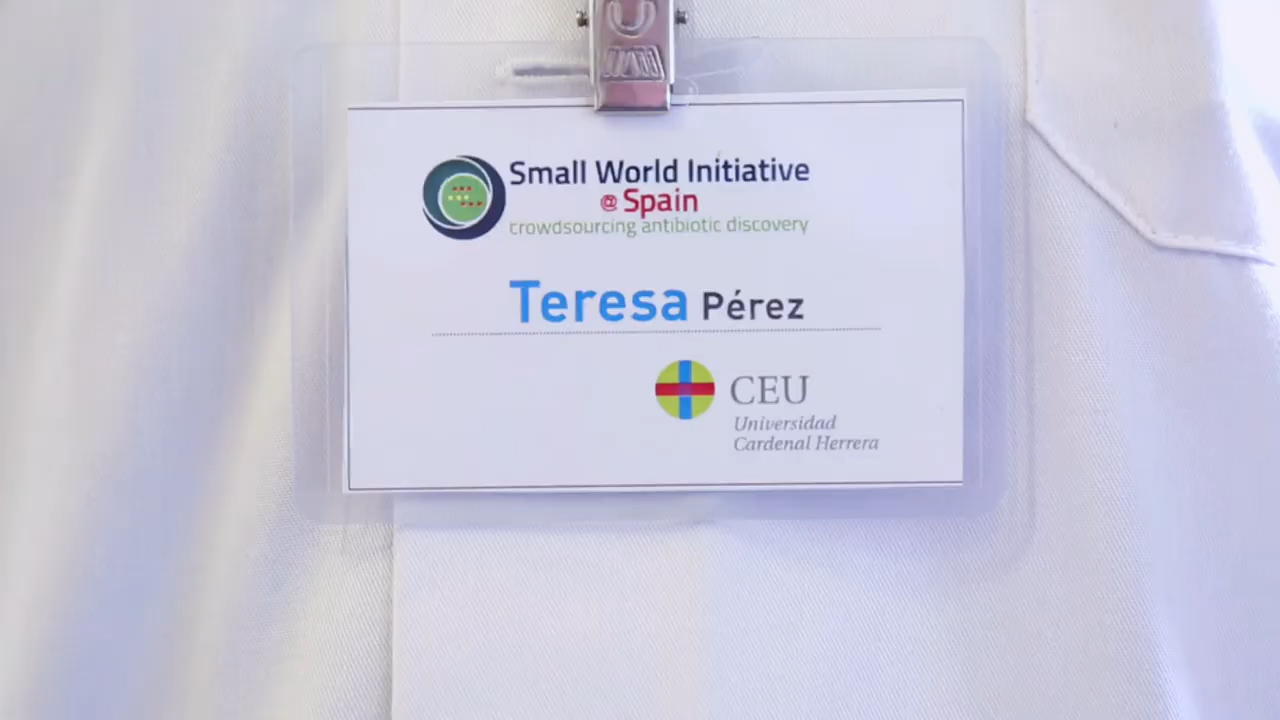 Small World Initiative
@ Spain
crowdsourcing antibiotic discovery
Teresa Pérez
CEU
Universidad
Cardenal Herrera